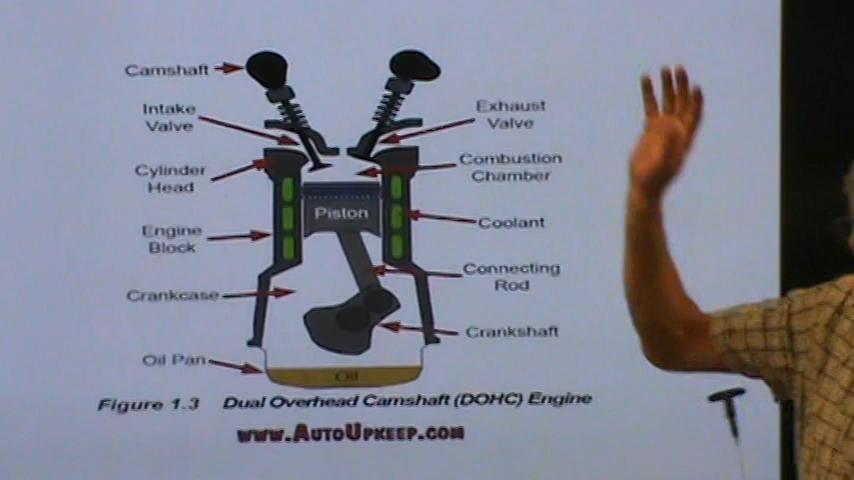 Camshaft
Intake
Valve
Exhaust
Valve
Cylinder
Head
Combustion
Chamber
Piston
Coolant
Engine
Block
Connecting
Rod
Crankcase
Crankshaft
Oil Pan
Oil
Figure 1.3 Dual Overhead Camshaft (DOHC) Engine
www.AutoUpkeep.com